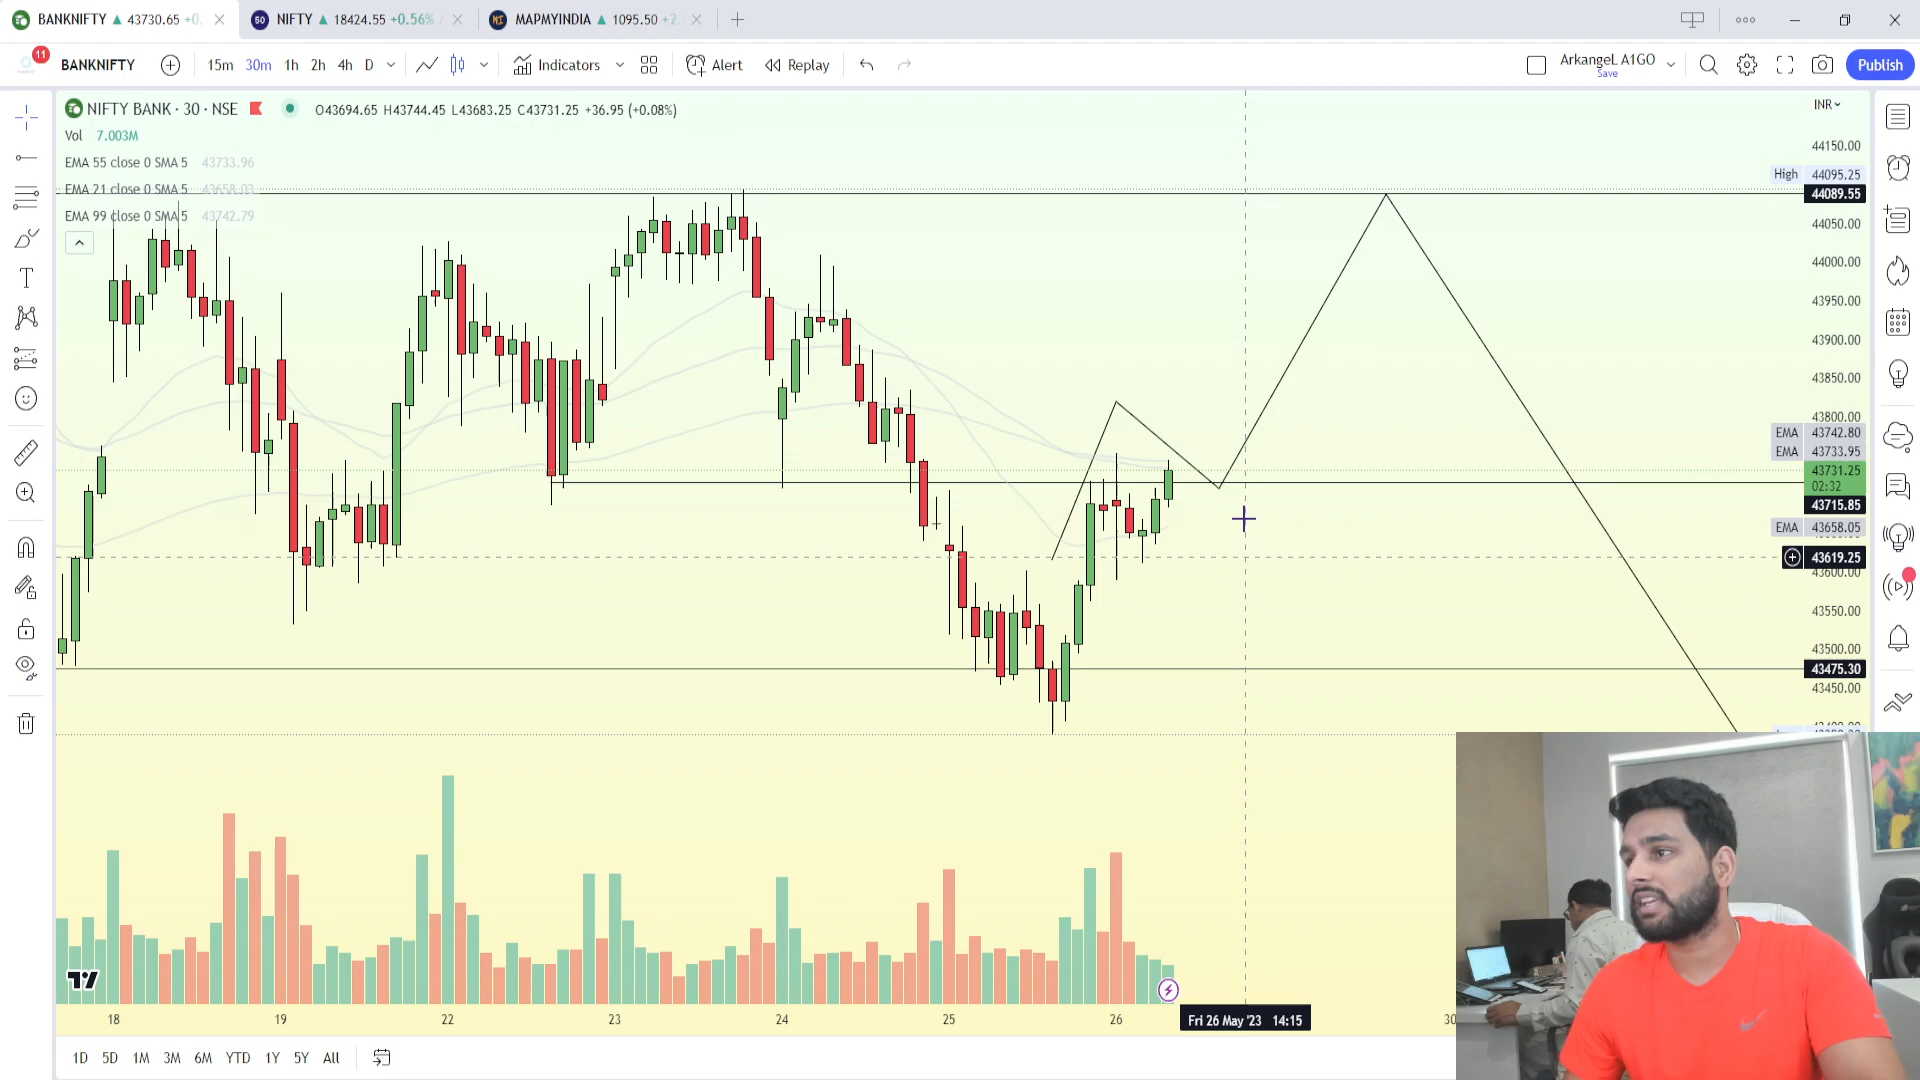 BANKNIFTY ▲ 43730.65 +0.
50 NIFTY ▲ 18424.55 +0.56%
MI MAPMYINDIA ▲ 1095.50 +2.
11
BANKNIFTY
15m 30m 1h 2h 4h D
Indicators
Alert
Replay
ArkangeL A1GO
Save
Publish
NIFTY BANK · 30 · NSE
O43694.65 H43744.45 L43683.25 C43731.25 +36.95 (+0.08%)
INR
Vol 7.003M
EMA 55 close 0 SMA 5 43733.96
EMA 21 close 0 SMA 5 43658.03
EMA 99 close 0 SMA 5 43742.79
44150.00
High 44095.25
44089.55
44050.00
44000.00
43950.00
43900.00
43850.00
43800.00
EMA 43742.80
EMA 43733.95
43731.25
02:32
43715.85
EMA 43658.05
43619.25
43600.00
43550.00
43500.00
43475.30
43450.00
18 19 22 23 24 25 26
Fri 26 May '23 14:15
30
1D 5D 1M 3M 6M YTD 1Y 5Y All